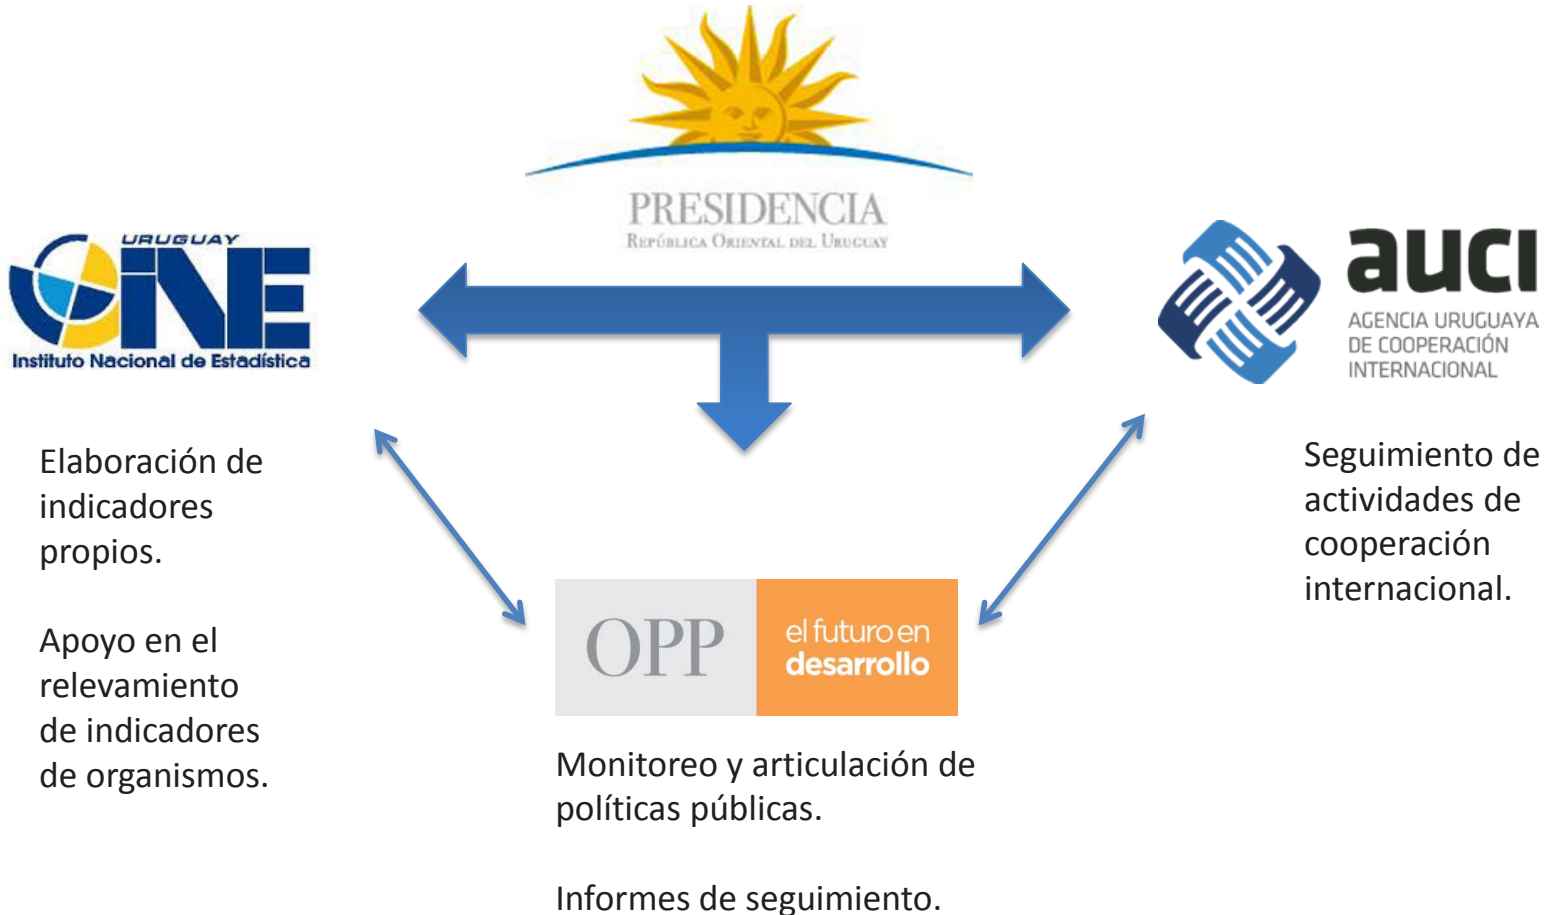 PRESIDENCIA
REPÚBLICA ORIENTAL DEL URUGUAY
URUGUAY
INE
Instituto Nacional de Estadística
auci
AGENCIA URUGUAYA
DE COOPERACIÓN
INTERNACIONAL
Elaboración de
indicadores
propios.
Apoyo en el
relevamiento
de indicadores
de organismos.
Seguimiento de
actividades de
cooperación
internacional.
OPP
el futuro en
desarrollo
Monitoreo y articulación de
políticas públicas.
Informes de seguimiento.